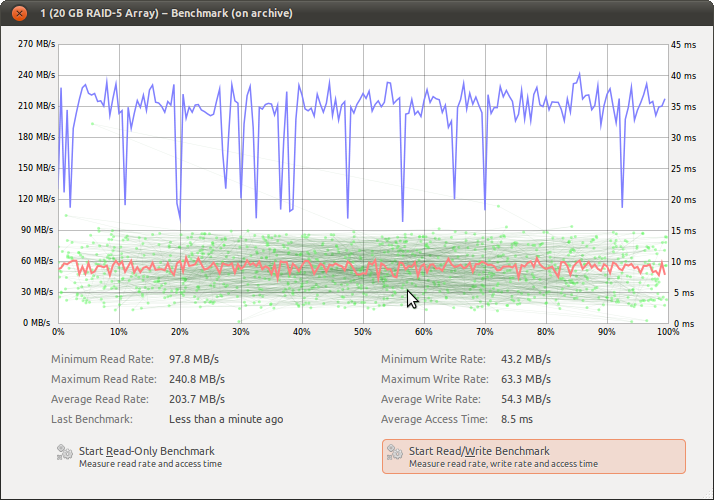 1 (20 GB RAID-5 Array) – Benchmark (on archive)
270 MB/s 45 ms
240 MB/s 40 ms
210 MB/s 35 ms
180 MB/s 30 ms
150 MB/s 25 ms
120 MB/s 20 ms
90 MB/s 15 ms
60 MB/s 10 ms
30 MB/s 5 ms
0 MB/s 0 ms
0% 10% 20% 30% 40% 50% 60% 70% 80% 90% 100%
Minimum Read Rate: 97.8 MB/s Minimum Write Rate: 43.2 MB/s
Maximum Read Rate: 240.8 MB/s Maximum Write Rate: 63.3 MB/s
Average Read Rate: 203.7 MB/s Average Write Rate: 54.3 MB/s
Last Benchmark: Less than a minute ago Average Access Time: 8.5 ms
Start Read-Only Benchmark Start Read/Write Benchmark
Measure read rate and access time Measure read rate, write rate and access time